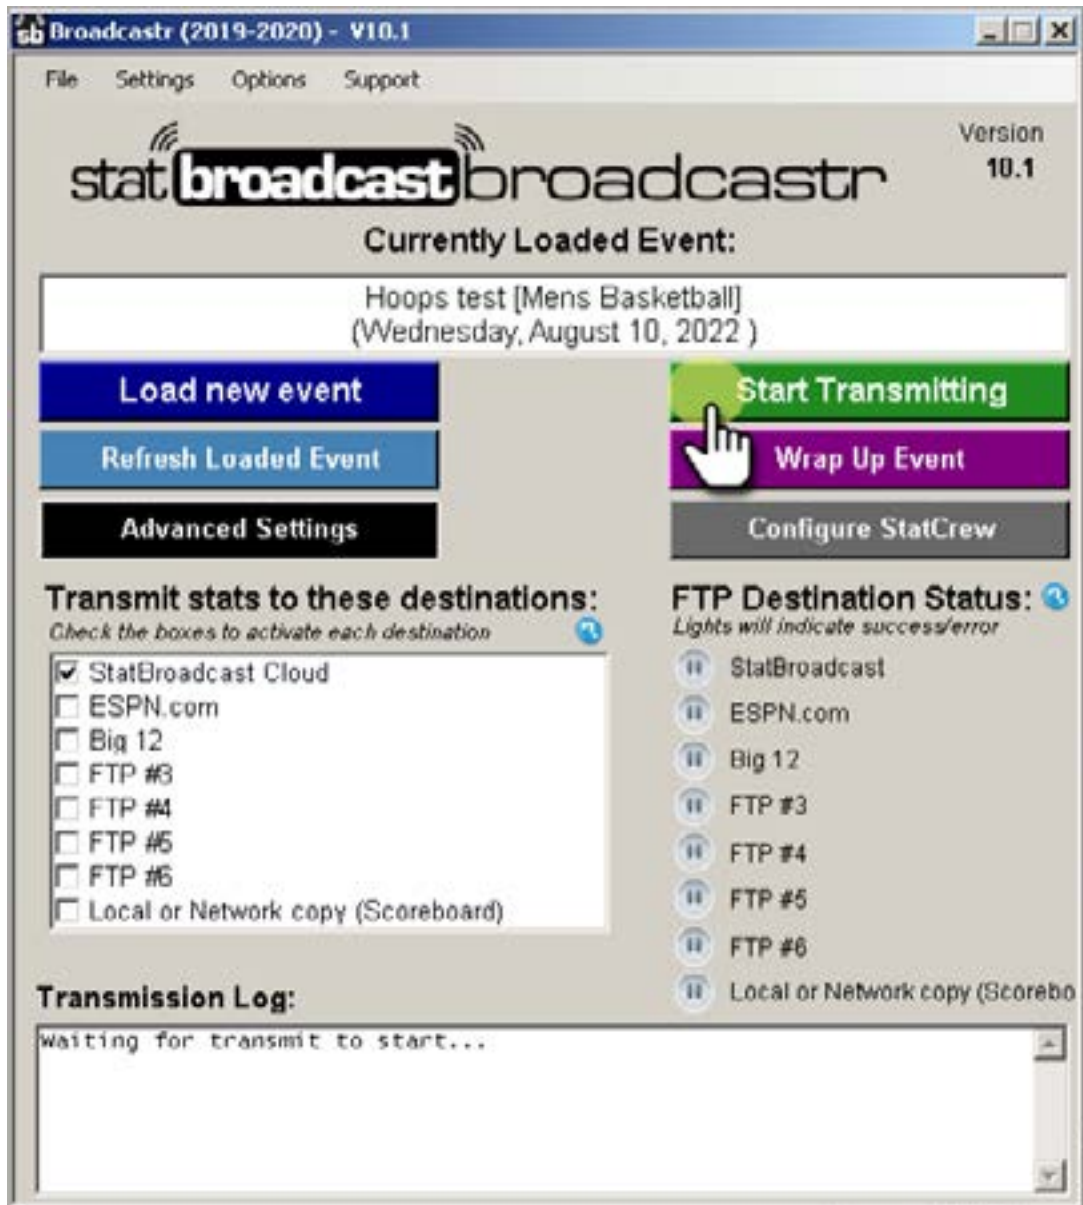 sb Broadcastr (2019-2020) - V10.1
File Settings Options Support
statbroadcast broadcastr
Version
10.1
Currently Loaded Event:
Hoops test [Mens Basketball]
(Wednesday, August 10, 2022 )
Load new event
Start Transmitting
Refresh Loaded Event
Wrap Up Event
Advanced Settings
Configure StatCrew
Transmit stats to these destinations:
Check the boxes to activate each destination
StatBroadcast Cloud
ESPN.com
Big 12
FTP #3
FTP #4
FTP #5
FTP #6
Local or Network copy (Scoreboard)
FTP Destination Status:
Lights will indicate success/error
StatBroadcast
ESPN.com
Big 12
FTP #3
FTP #4
FTP #5
FTP #6
Local or Network copy (Scorebo
Transmission Log:
Waiting for transmit to start...